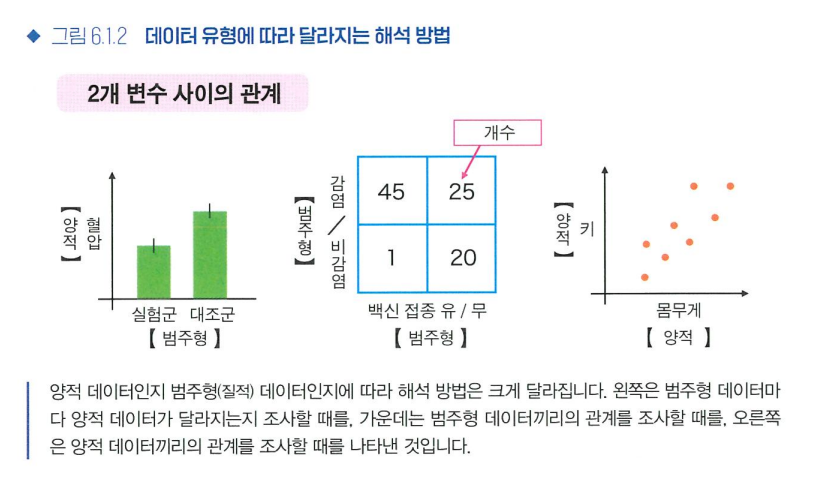 ◆ 그림 6.1.2 데이터 유형에 따라 달라지는 해석 방법
2개 변수 사이의 관계
【양적】 혈압
실험군 대조군
【 범주형 】
개수
【범주형】 감염 / 비감염
45 25
1 20
백신 접종 유 / 무
【 범주형 】
【양적】 키
몸무게
【 양적 】
양적 데이터인지 범주형(질적) 데이터인지에 따라 해석 방법은 크게 달라집니다. 왼쪽은 범주형 데이터마
다 양적 데이터가 달라지는지 조사할 때를, 가운데는 범주형 데이터끼리의 관계를 조사할 때를, 오른쪽
은 양적 데이터끼리의 관계를 조사할 때를 나타낸 것입니다.